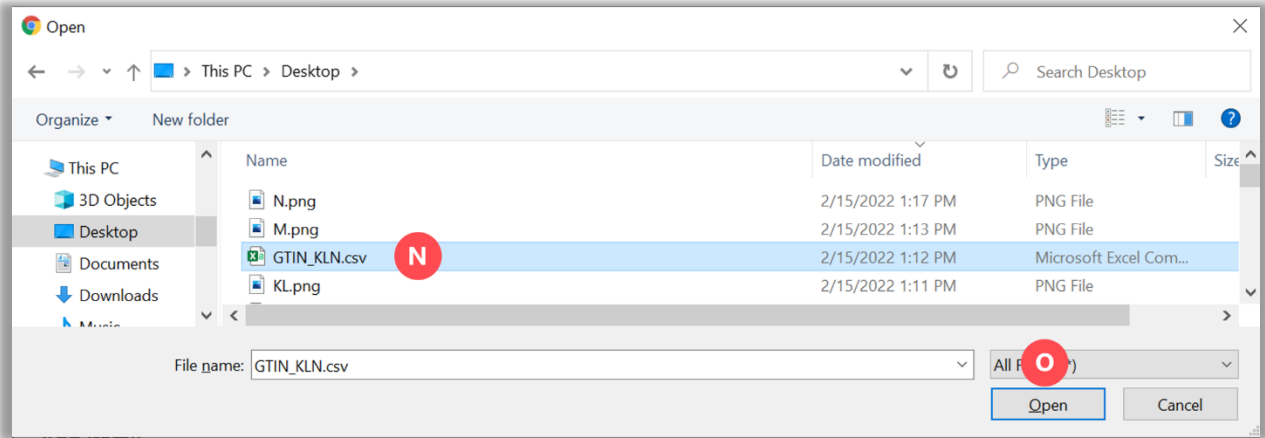 Open
This PC > Desktop >
Search Desktop
Organize
New folder
Name Date modified Type Size
This PC
3D Objects
Desktop
Documents
Downloads
Music
N.png 2/15/2022 1:17 PM PNG File
M.png 2/15/2022 1:13 PM PNG File
GTIN_KLN.csv N 2/15/2022 1:12 PM Microsoft Excel Com...
KL.png 2/15/2022 1:11 PM PNG File
File name: GTIN_KLN.csv
All O
Open Cancel